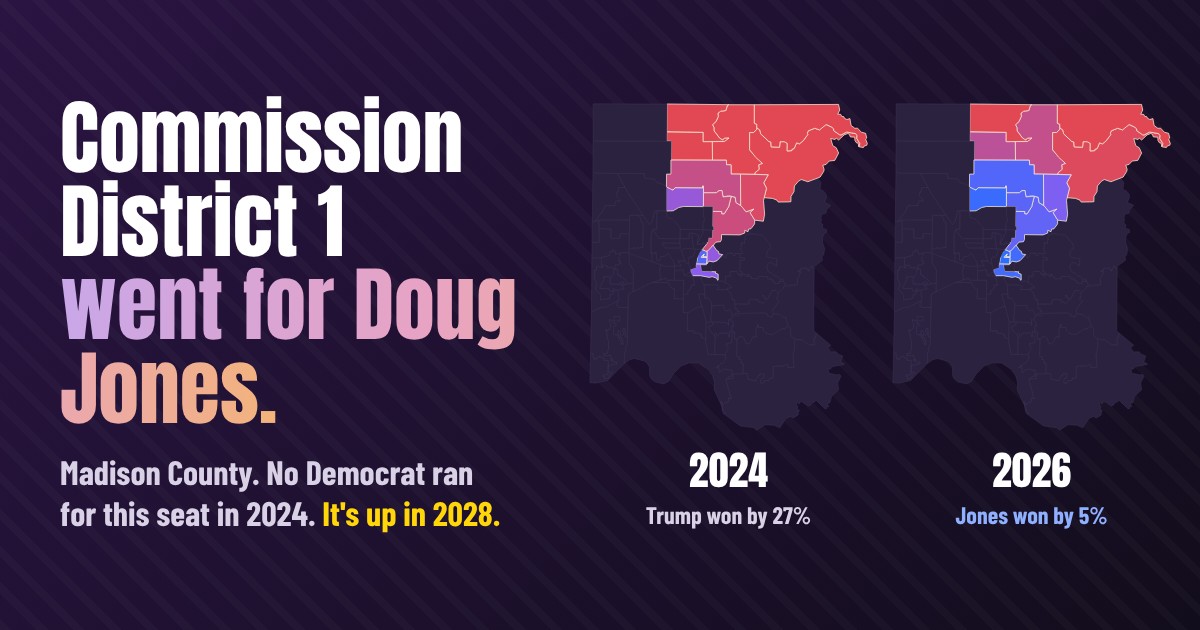 Commission
District 1
went for Doug
Jones.
Madison County. No Democrat ran
for this seat in 2024. It's up in 2028.
2024
Trump won by 27%
2026
Jones won by 5%